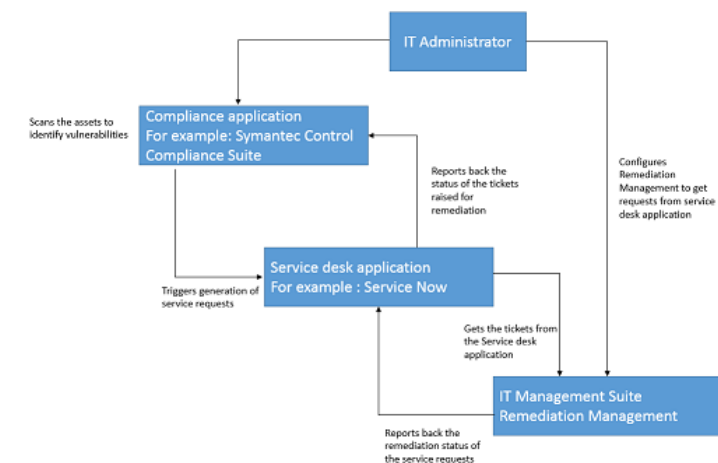 IT Administrator
Scans the assets to
identify vulnerabilities
Compliance application
For example: Symantec Control
Compliance Suite
Reports back the
status of the tickets
raised for
remediation
Configures
Remediation
Management to get
requests from service
desk application
Service desk application
For example : Service Now
Triggers generation of
service requests
Gets the tickets from
the Service desk
application
IT Management Suite
Remediation Management
Reports back the
remediation status of
the service requests